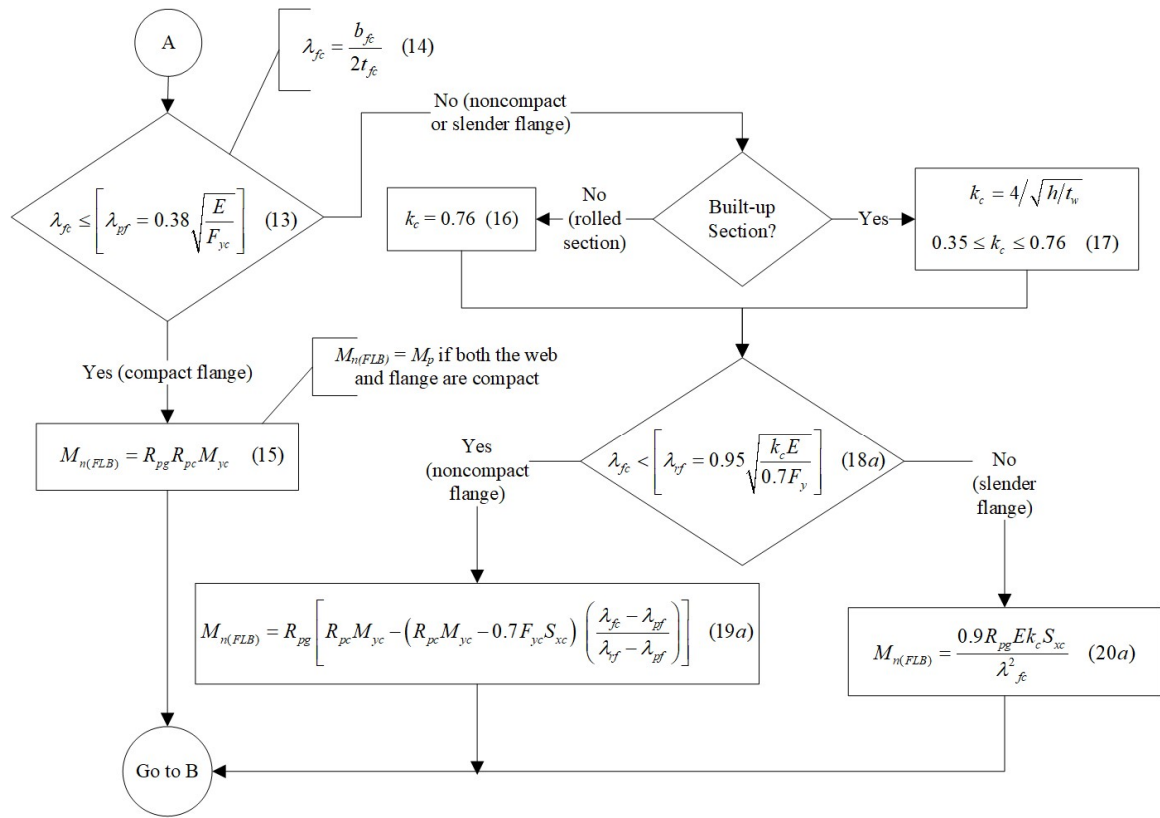 A
λ_fc = b_fc / 2t_fc (14)
No (noncompact
or slender flange)
λ_fc ≤ [λ_pf = 0.38 √(E / F_yc)] (13)
k_c = 0.76 (16)
No
(rolled
section)
Built-up
Section?
Yes
k_c = 4/√(h/t_w)
0.35 ≤ k_c ≤ 0.76 (17)
Yes (compact flange)
M_n(FLB) = M_p if both the web
and flange are compact
M_n(FLB) = R_pg R_pc M_yc (15)
Yes
(noncompact
flange)
λ_fc < [λ_rf = 0.95 √(k_c E / 0.7F_y)] (18a)
No
(slender
flange)
M_n(FLB) = R_pg [R_pc M_yc − (R_pc M_yc − 0.7F_yc S_xc) ((λ_fc − λ_pf) / (λ_rf − λ_pf))] (19a)
M_n(FLB) = 0.9R_pg E k_c S_xc / λ²_fc (20a)
Go to B